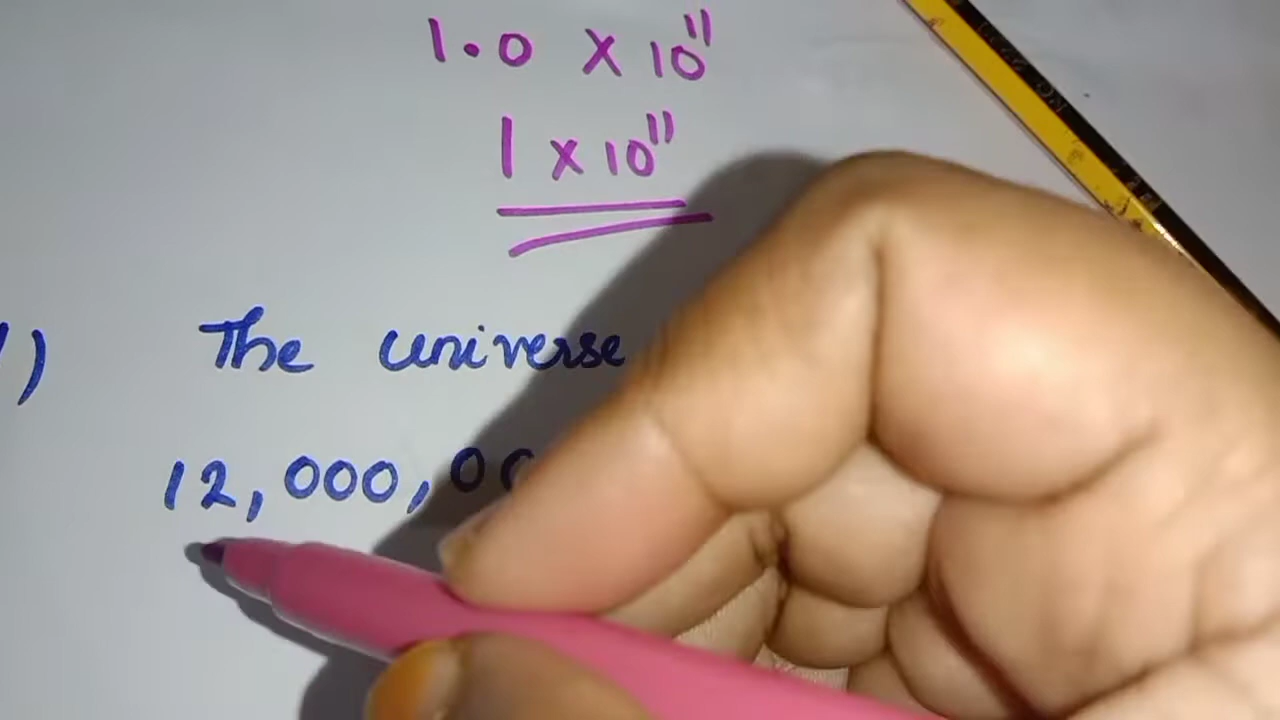 1.0 x 10¹¹
1 x 10¹¹
) The universe
12,000,00